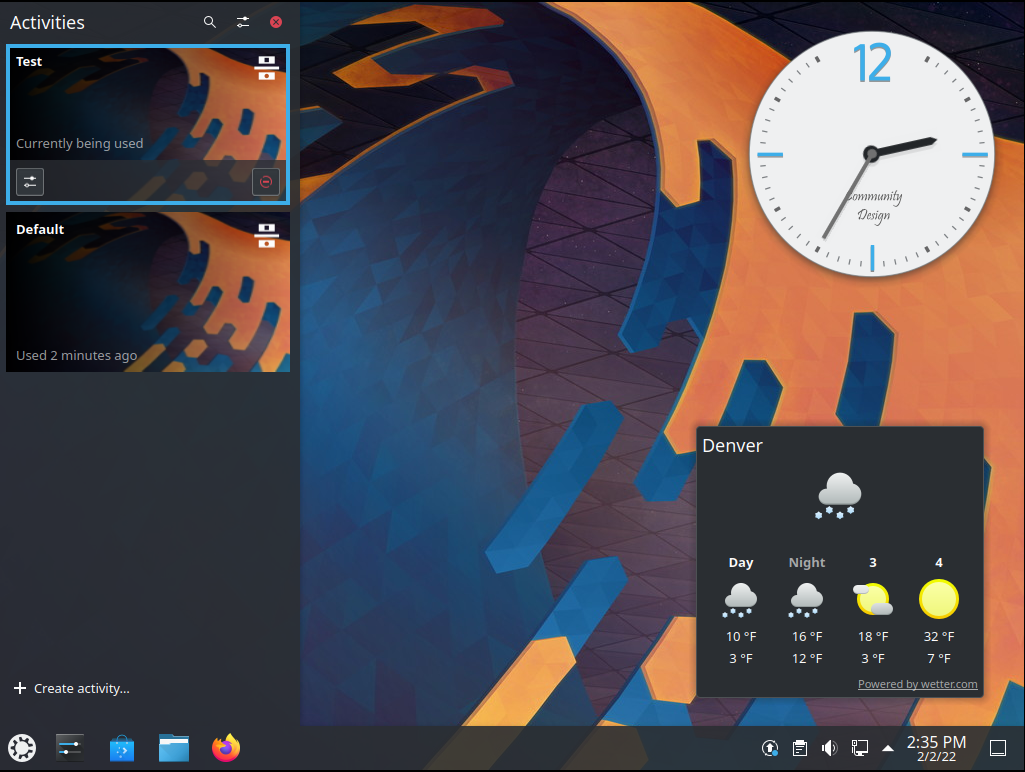 Activities
Test
Currently being used
Default
Used 2 minutes ago
Create activity...
12
Community
Design
Denver
Day Night 3 4
10 °F 16 °F 18 °F 32 °F
3 °F 12 °F 3 °F 7 °F
Powered by wetter.com
2:35 PM
2/2/22